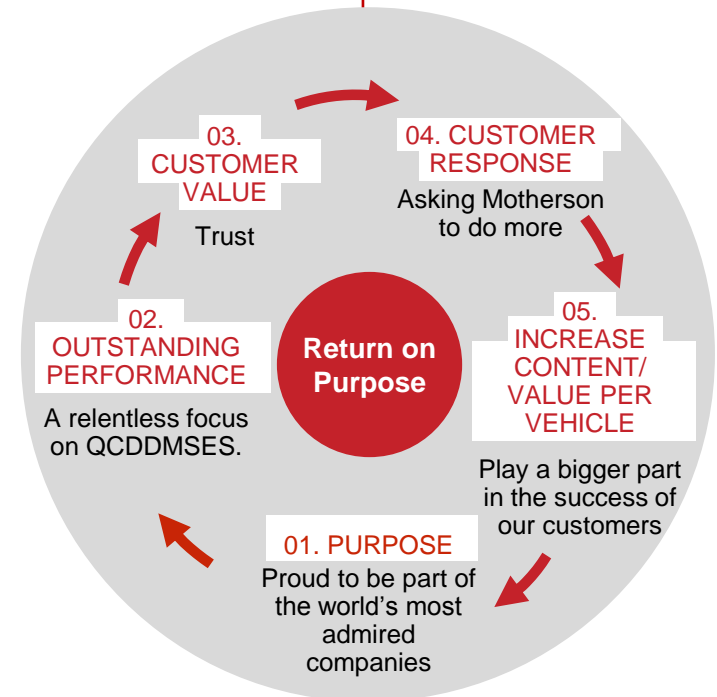 03.
CUSTOMER
VALUE
Trust
04. CUSTOMER
RESPONSE
Asking Motherson
to do more
02.
OUTSTANDING
PERFORMANCE
A relentless focus
on QCDDMSES.
Return on
Purpose
05.
INCREASE
CONTENT/
VALUE PER
VEHICLE
Play a bigger part
in the success of
our customers
01. PURPOSE
Proud to be part of
the world's most
admired
companies